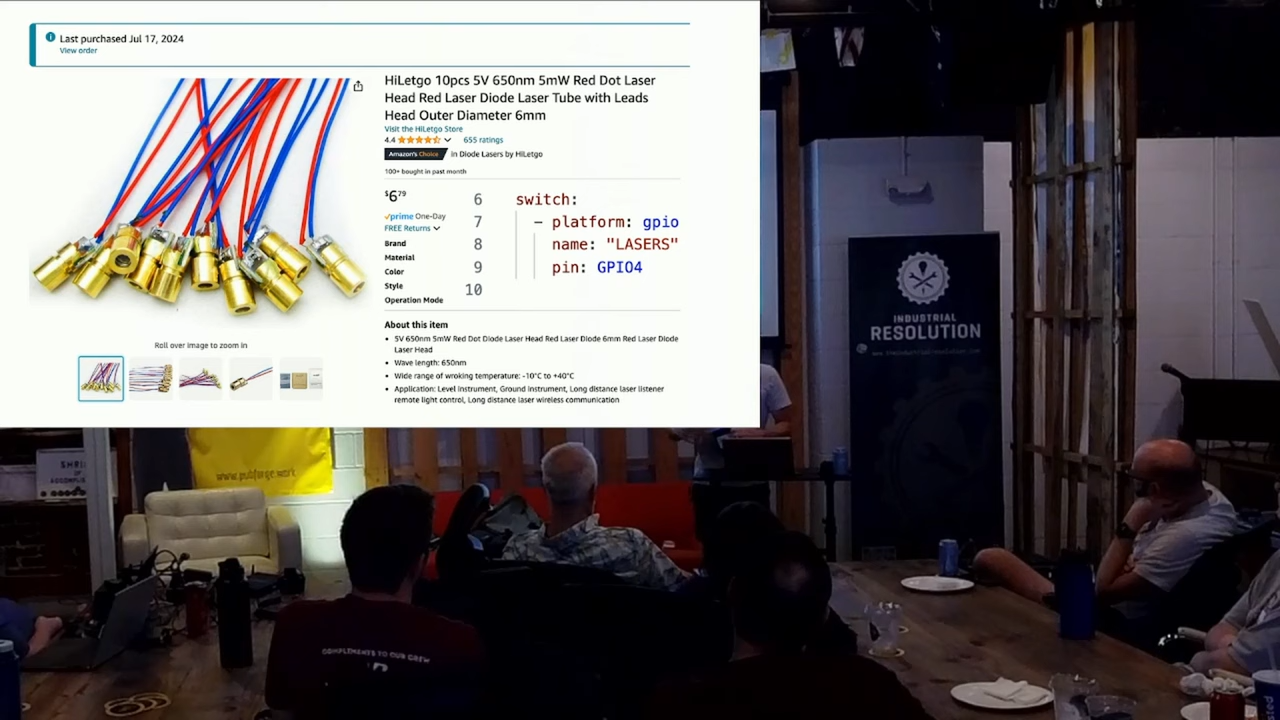 Last purchased Jul 17, 2024
View order
HiLetgo 10pcs 5V 650nm 5mW Red Dot Laser
Head Red Laser Diode Laser Tube with Leads
Head Outer Diameter 6mm
Visit the HiLetgo Store
4.4 655 ratings
Amazon's Choice in Diode Lasers by HiLetgo
100+ bought in past month
$6 79
prime One-Day
FREE Returns
Brand
Material
Color
Style
Operation Mode
6 switch:
7 - platform: gpio
8 name: "LASERS"
9 pin: GPIO4
10
About this item
• 5V 650nm 5mW Red Dot Diode Laser Head Red Laser Diode 6mm Red Laser Diode
Laser Head
• Wave length: 650nm
• Wide range of wroking temperature: -10°C to +40°C
• Application: Level instrument, Ground instrument, Long distance laser listener
remote light control, Long distance laser wireless communication
Roll over image to zoom in
INDUSTRIAL
RESOLUTION
www.pubforge.work
COMPLEMENTS TO OUR CREW